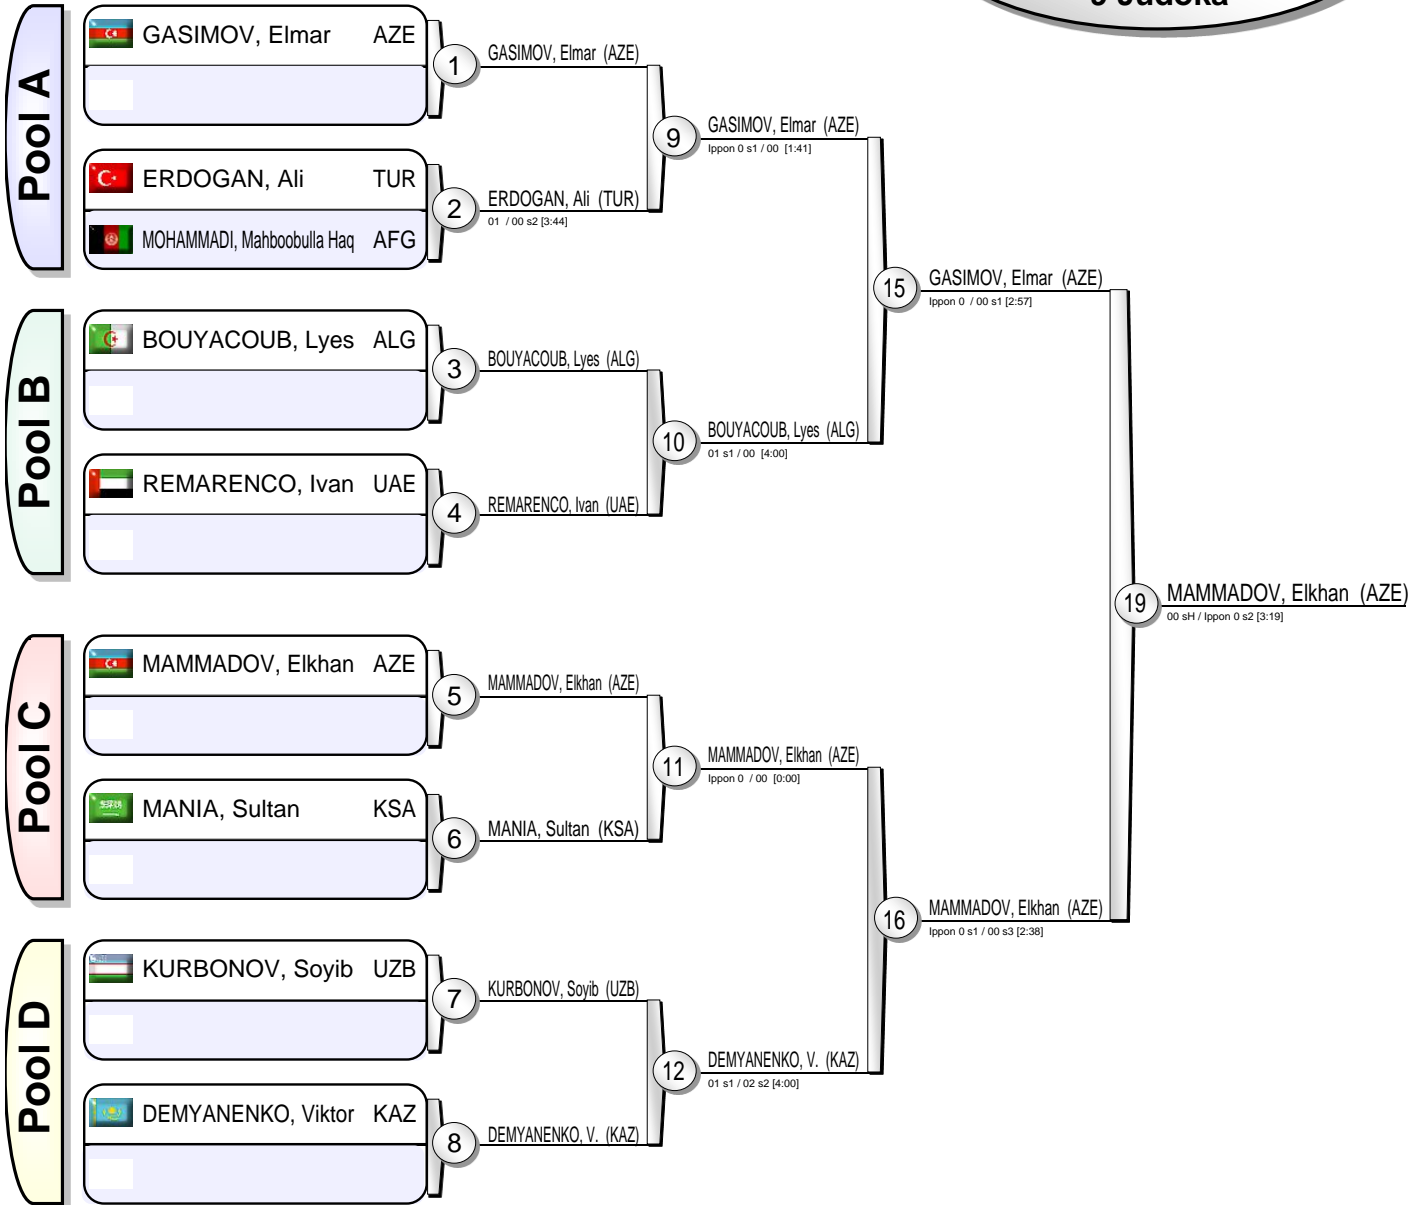 9 Judoka
Pool A
GASIMOV, Elmar AZE
1
GASIMOV, Elmar (AZE)
ERDOGAN, Ali TUR
MOHAMMADI, Mahboobulla Haq AFG
2
ERDOGAN, Ali (TUR)
01 / 00 s2 [3:44]
9
GASIMOV, Elmar (AZE)
Ippon 0 s1 / 00 [1:41]
Pool B
BOUYACOUB, Lyes ALG
3
BOUYACOUB, Lyes (ALG)
REMARENCO, Ivan UAE
4
REMARENCO, Ivan (UAE)
10
BOUYACOUB, Lyes (ALG)
01 s1 / 00 [4:00]
15
GASIMOV, Elmar (AZE)
Ippon 0 / 00 s1 [2:57]
Pool C
MAMMADOV, Elkhan AZE
5
MAMMADOV, Elkhan (AZE)
MANIA, Sultan KSA
6
MANIA, Sultan (KSA)
11
MAMMADOV, Elkhan (AZE)
Ippon 0 / 00 [0:00]
Pool D
KURBONOV, Soyib UZB
7
KURBONOV, Soyib (UZB)
DEMYANENKO, Viktor KAZ
8
DEMYANENKO, V. (KAZ)
12
DEMYANENKO, V. (KAZ)
01 s1 / 02 s2 [4:00]
16
MAMMADOV, Elkhan (AZE)
Ippon 0 s1 / 00 s3 [2:38]
19
MAMMADOV, Elkhan (AZE)
00 sH / Ippon 0 s2 [3:19]